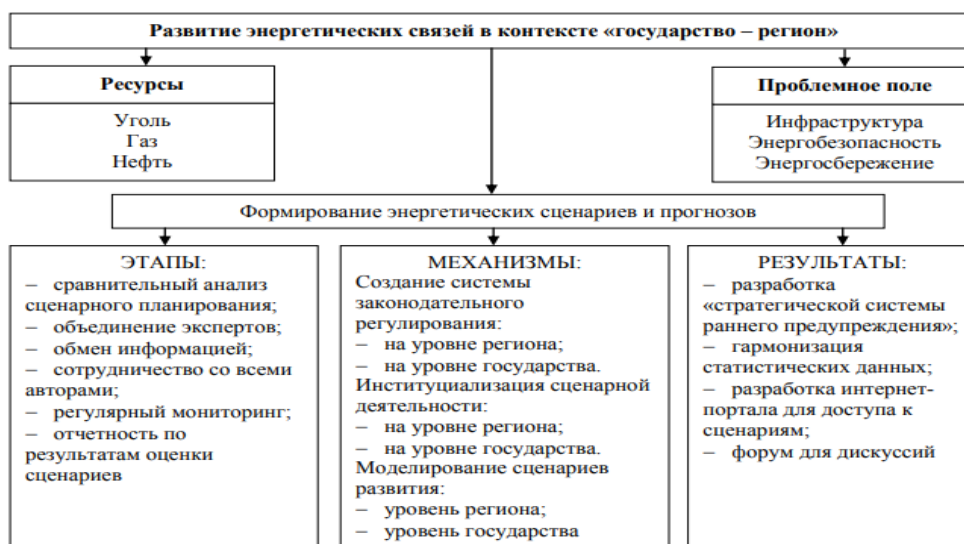 Развитие энергетических связей в контексте «государство – регион»
Ресурсы
Уголь
Газ
Нефть
Проблемное поле
Инфраструктура
Энергобезопасность
Энергосбережение
Формирование энергетических сценариев и прогнозов
ЭТАПЫ:
– сравнительный анализ
сценарного планирования;
– объединение экспертов;
– обмен информацией;
– сотрудничество со всеми
авторами;
– регулярный мониторинг;
– отчетность по
результатам оценки
сценариев
МЕХАНИЗМЫ:
Создание системы
законодательного
регулирования:
– на уровне региона;
– на уровне государства.
Институциализация сценарной
деятельности:
– на уровне региона;
– на уровне государства.
Моделирование сценариев
развития:
– уровень региона;
– уровень государства
РЕЗУЛЬТАТЫ:
– разработка
«стратегической системы
раннего предупреждения»;
– гармонизация
статистических данных;
– разработка интернет-
портала для доступа к
сценариям;
– форум для дискуссий